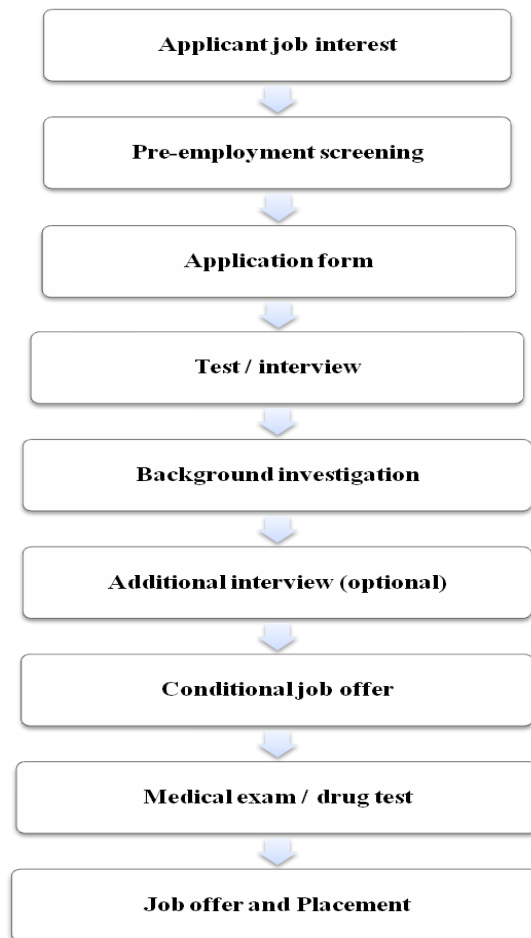 Applicant job interest
Pre-employment screening
Application form
Test / interview
Background investigation
Additional interview (optional)
Conditional job offer
Medical exam / drug test
Job offer and Placement